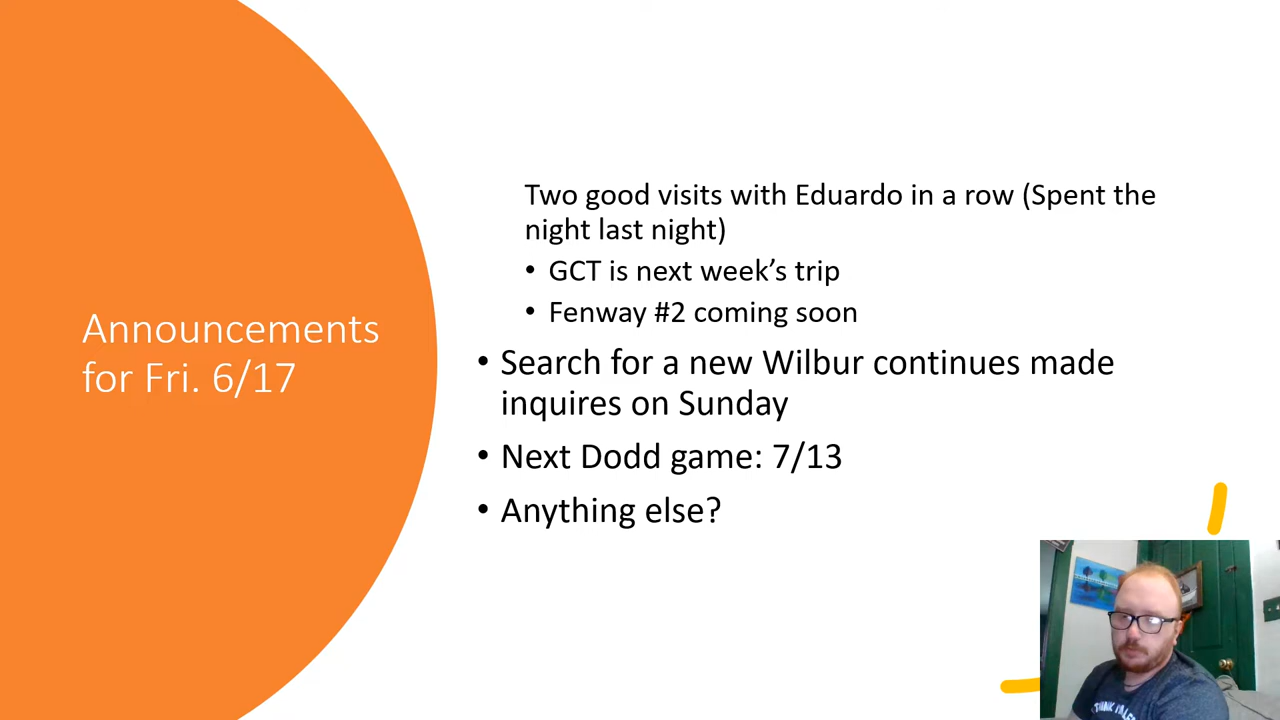 Announcements
for Fri. 6/17
Two good visits with Eduardo in a row (Spent the
night last night)
• GCT is next week's trip
• Fenway #2 coming soon
• Search for a new Wilbur continues made
inquires on Sunday
• Next Dodd game: 7/13
• Anything else?